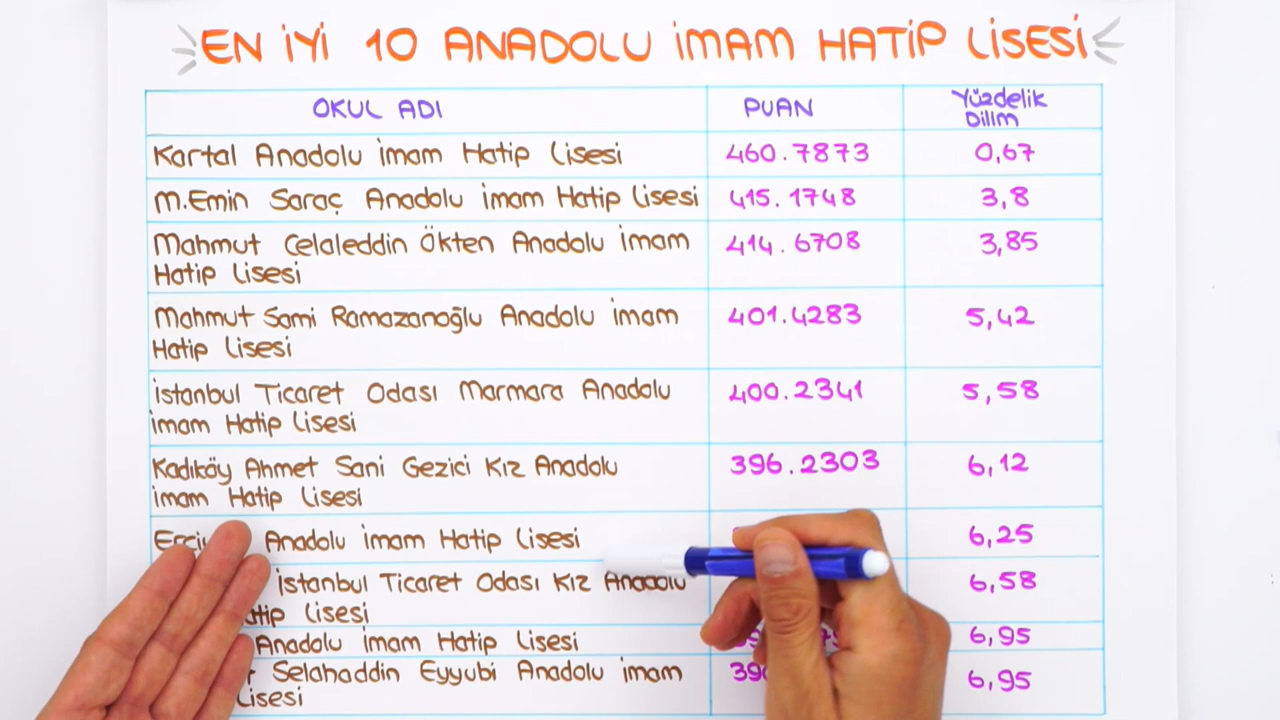 EN İYİ 10 ANADOLU İMAM HATİP LİSESİ
OKUL ADI PUAN Yüzdelik Dilim
Kartal Anadolu İmam Hatip Lisesi 460.7873 0,67
M.Emin Saraç Anadolu İmam Hatip Lisesi 415.1748 3,8
Mahmut Celaleddin Ökten Anadolu İmam 414.6708 3,85
Hatip Lisesi
Mahmut Sami Ramazanoğlu Anadolu İmam 401.4283 5,42
Hatip Lisesi
İstanbul Ticaret Odası Marmara Anadolu 400.2341 5,58
İmam Hatip Lisesi
Kadıköy Ahmet Sani Gezici Kız Anadolu 396.2303 6,12
İmam Hatip Lisesi
Anadolu İmam Hatip Lisesi 6,25
İstanbul Ticaret Odası Kız Anadolu 6,58
Lisesi
Anadolu İmam Hatip Lisesi 6,95
Selahaddin Eyyubi Anadolu İmam 6,95
Lisesi